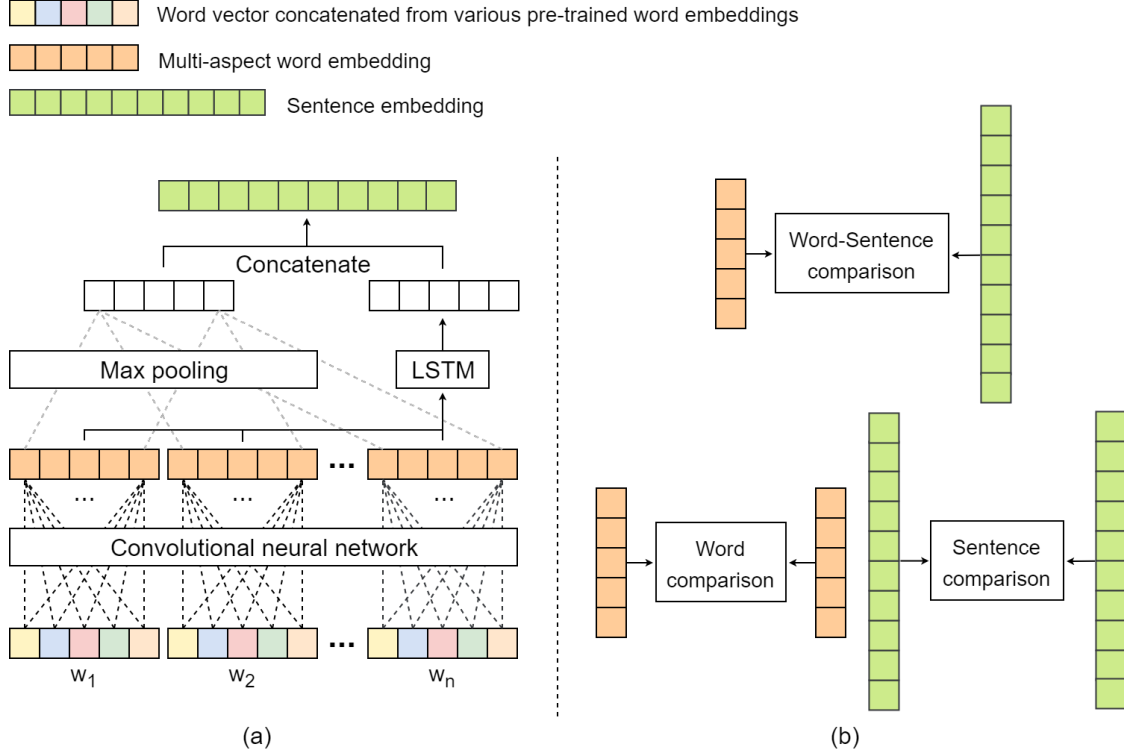 Word vector concatenated from various pre-trained word embeddings
Multi-aspect word embedding
Sentence embedding
Concatenate
Max pooling
LSTM
...
... ... ...
Convolutional neural network
...
w1 w2 wn
(a)
Word-Sentence
comparison
Word
comparison
Sentence
comparison
(b)